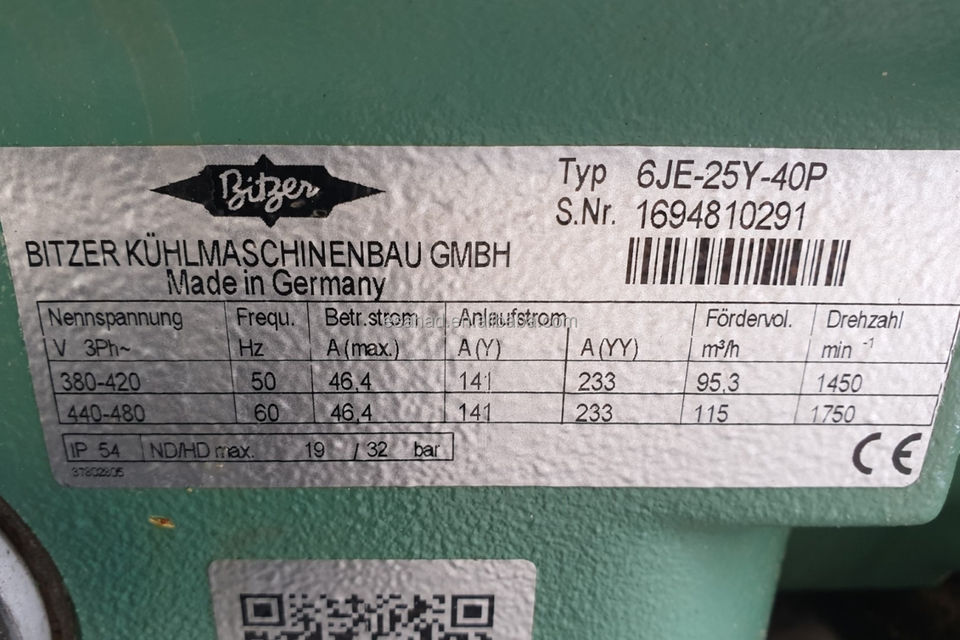 Bitzer
Typ 6JE-25Y-40P
S.Nr. 1694810291
BITZER KÜHLMASCHINENBAU GMBH
Made in Germany
Nennspannung Frequ. Betr.strom Anlaufstrom Fördervol. Drehzahl
V 3Ph~ Hz A (max.) A (Y) A (YY) m³/h min -1
380-420 50 46,4 141 233 95,3 1450
440-480 60 46,4 141 233 115 1750
IP 54 ND/HD max. 19 / 32 bar
37802805
CE